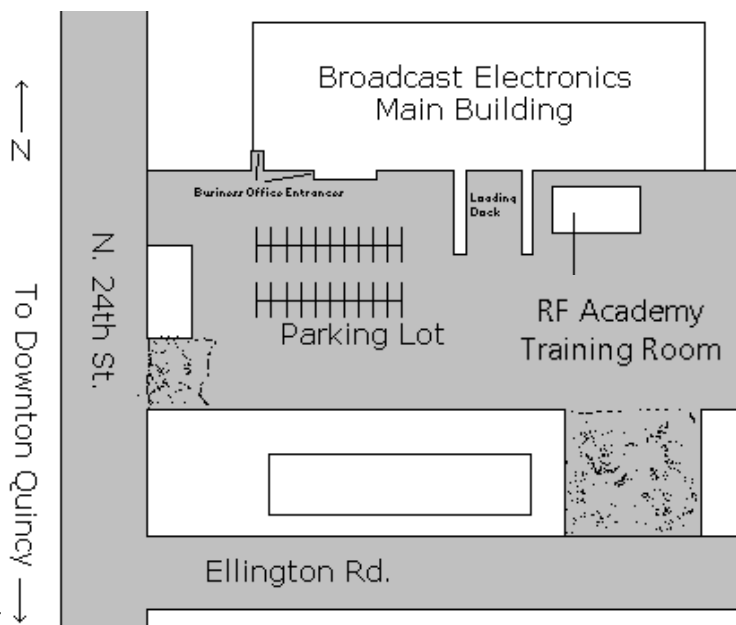 Broadcast Electronics
Main Building
Business Office Entrances
Loading
Dock
N
N. 24th St.
To Downton Quincy
Parking Lot
RF Academy
Training Room
Ellington Rd.